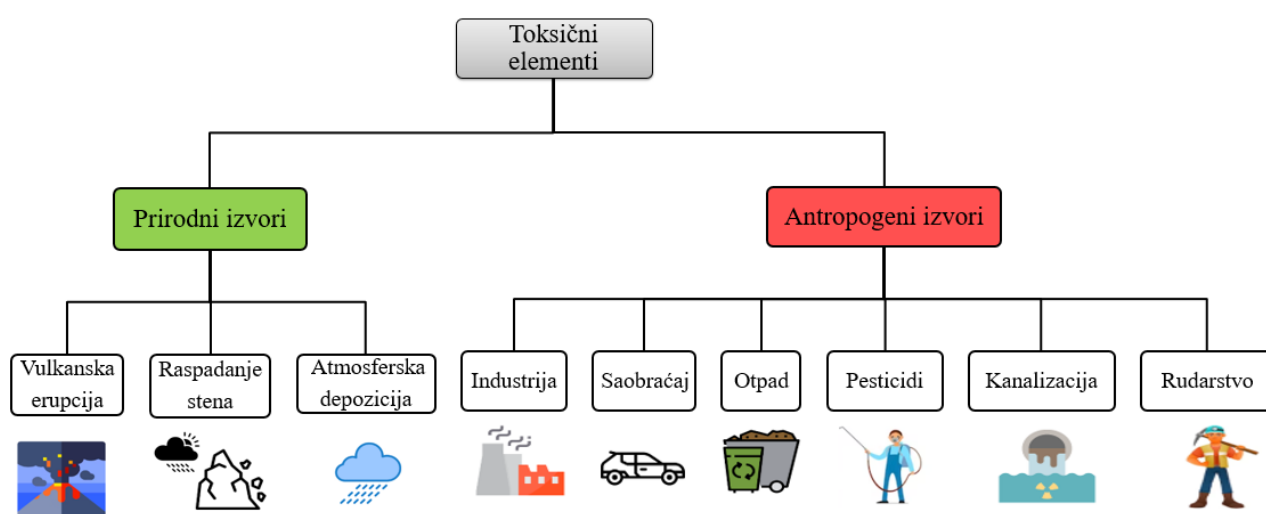 Toksični
elementi
Prirodni izvori
Antropogeni izvori
Vulkanska
erupcija
Raspadanje
stena
Atmosferska
depozicija
Industrija
Saobraćaj
Otpad
Pesticidi
Kanalizacija
Rudarstvo